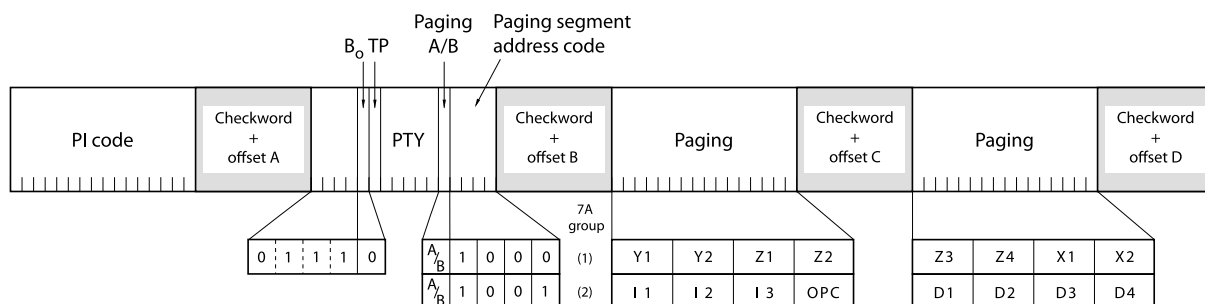 Paging Paging segment
B₀ TP A/B address code
PI code
Checkword
+
offset A
PTY
Checkword
+
offset B
Paging
Checkword
+
offset C
Paging
Checkword
+
offset D
7A
group
0 1 1 1 0
A/B 1 0 0 0 (1) Y1 Y2 Z1 Z2 Z3 Z4 X1 X2
A/B 1 0 0 1 (2) I1 I2 I3 OPC D1 D2 D3 D4